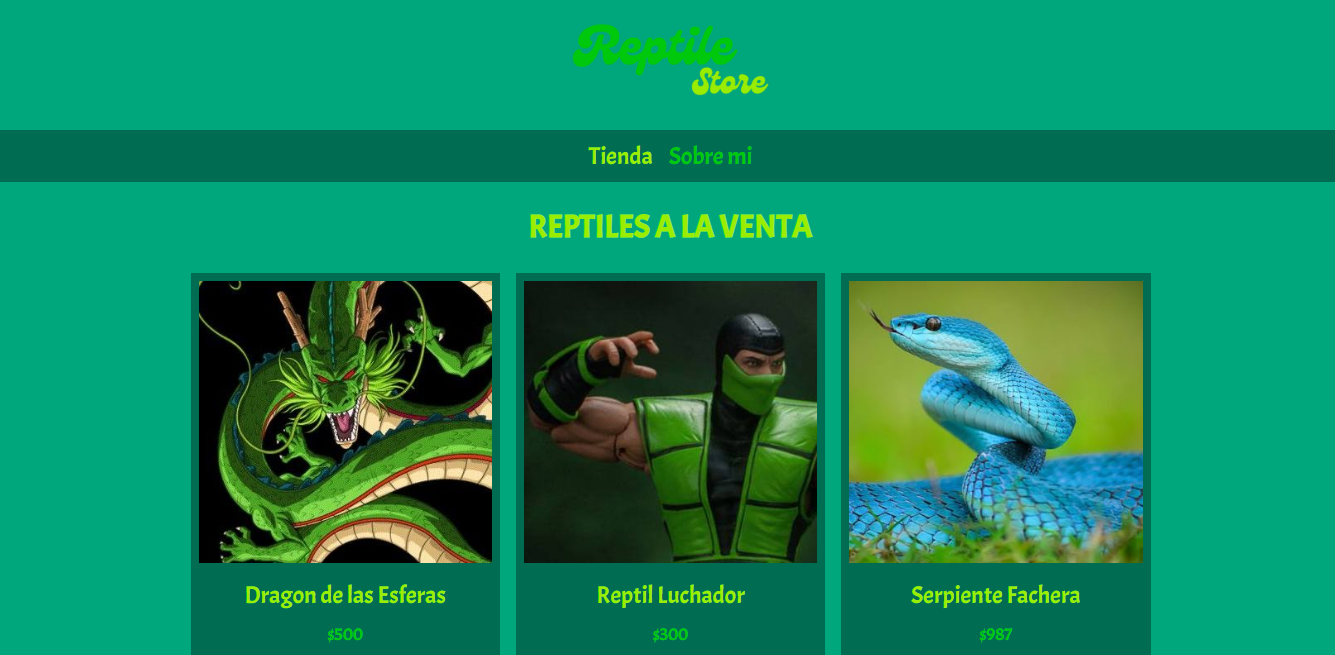 Reptile
Store
Tienda Sobre mi
REPTILES A LA VENTA
Dragon de las Esferas
Reptil Luchador
Serpiente Fachera
$500
$300
$987